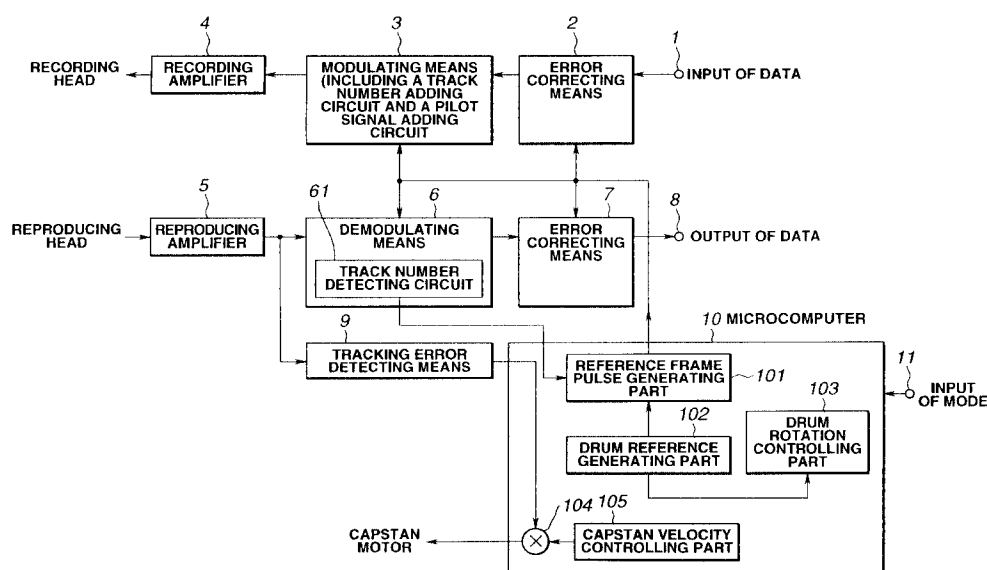 4
3
2
1
RECORDING
HEAD
RECORDING
AMPLIFIER
MODULATING MEANS
(INCLUDING A TRACK
NUMBER ADDING
CIRCUIT AND A PILOT
SIGNAL ADDING
CIRCUIT
ERROR
CORRECTING
MEANS
INPUT OF DATA
5
61
6
7
8
REPRODUCING
HEAD
REPRODUCING
AMPLIFIER
DEMODULATING
MEANS
TRACK NUMBER
DETECTING CIRCUIT
ERROR
CORRECTING
MEANS
OUTPUT OF DATA
9
TRACKING ERROR
DETECTING MEANS
10 MICROCOMPUTER
REFERENCE FRAME
PULSE GENERATING
PART
101
11
INPUT
OF MODE
102
103
DRUM REFERENCE
GENERATING PART
DRUM
ROTATION
CONTROLLING
PART
104
105
CAPSTAN
MOTOR
CAPSTAN VELOCITY
CONTROLLING PART